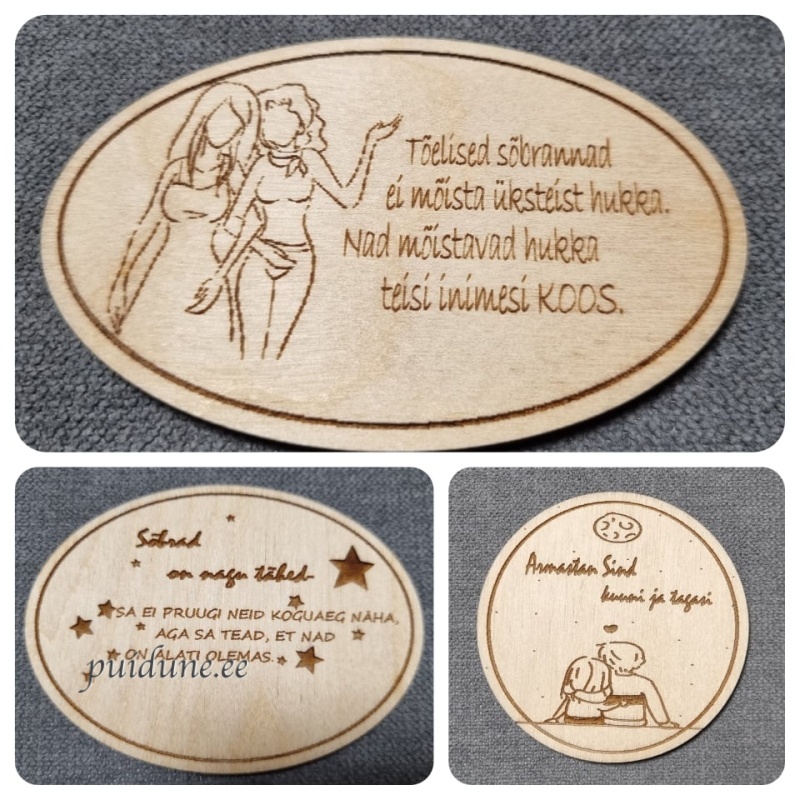 Tõelised sõbrannad
ei mõista üksteist hukka.
Nad mõistavad hukka
teisi inimesi KOOS.
Sõbrad
on nagu tähed
SA EI PRUUGI NEID KOGUAEG NÄHA,
AGA SA TEAD, ET NAD
ON ALATI OLEMAS.
puidune.ee
Armastan Sind
kuuni ja tagasi